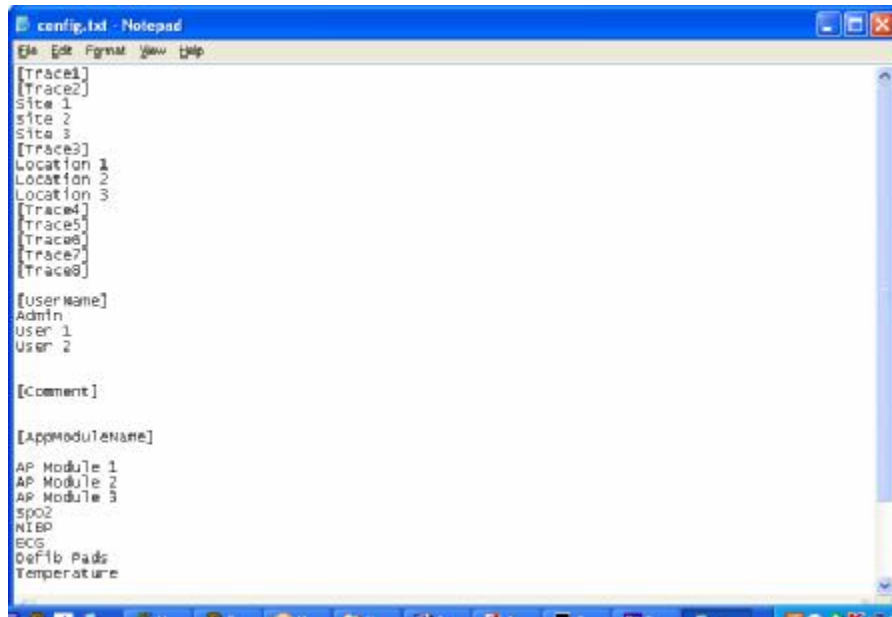 config.txt - Notepad
File Edit Format View Help
[Trace1]
[Trace2]
Site 1
site 2
Site 3
[Trace3]
Location 1
Location 2
Location 3
[Trace4]
[Trace5]
[Trace6]
[Trace7]
[Trace8]
[UserName]
Admin
User 1
User 2
[Comment]
[AppModuleName]
AP Module 1
AP Module 2
AP Module 3
SpO2
NIBP
ECG
Defib Pads
Temperature